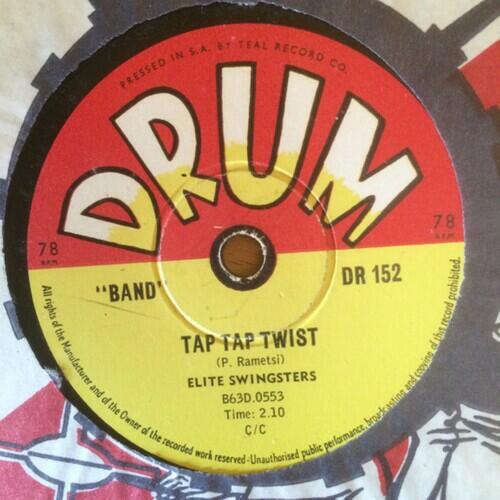 PRESSED IN S.A. BY TEAL RECORD CO.
DRUM
78
R.P.M.
78
R.P.M.
"BAND"
DR 152
TAP TAP TWIST
(P. Rametsi)
ELITE SWINGSTERS
B63D.0553
Time: 2.10
C/C
All rights of the Manufacturer and of the Owner of the recorded work reserved - Unauthorised public performance, broadcasting and copying of the record prohibited.